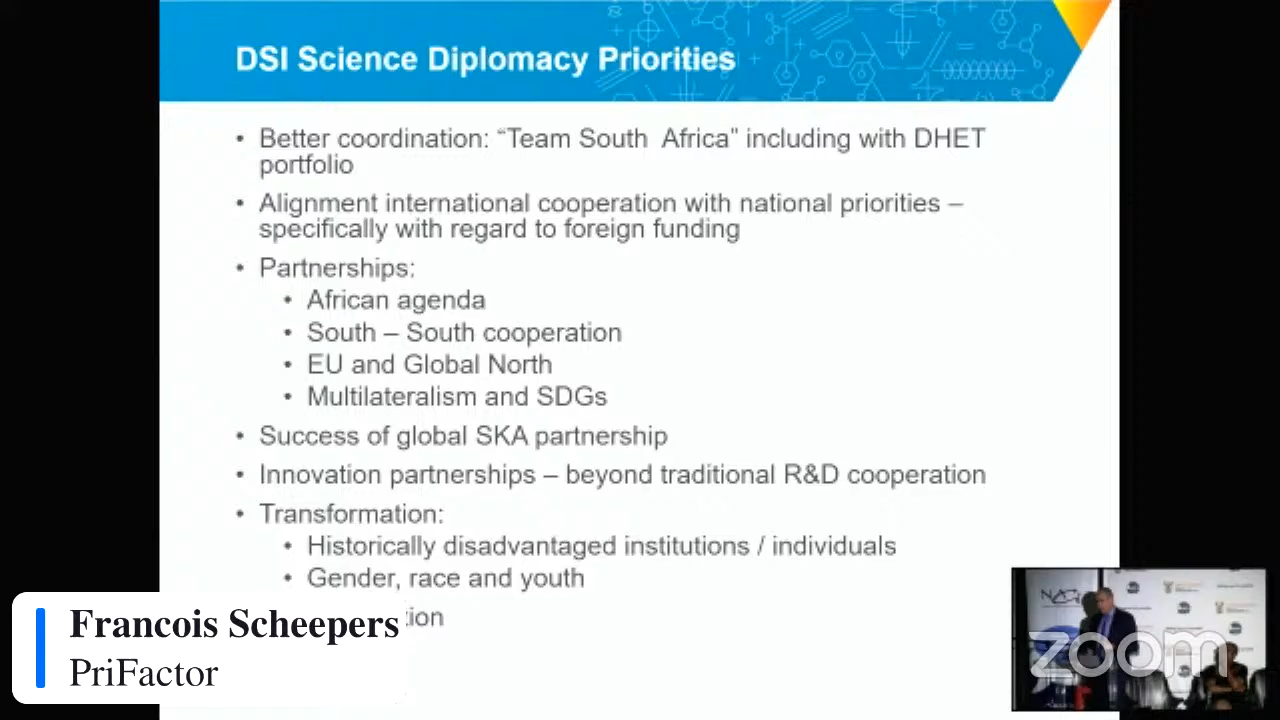 DSI Science Diplomacy Priorities
• Better coordination: “Team South Africa” including with DHET
portfolio
• Alignment international cooperation with national priorities –
specifically with regard to foreign funding
• Partnerships:
• African agenda
• South – South cooperation
• EU and Global North
• Multilateralism and SDGs
• Success of global SKA partnership
• Innovation partnerships – beyond traditional R&D cooperation
• Transformation:
• Historically disadvantaged institutions / individuals
• Gender, race and youth
tion
Francois Scheepers
PriFactor
zoom